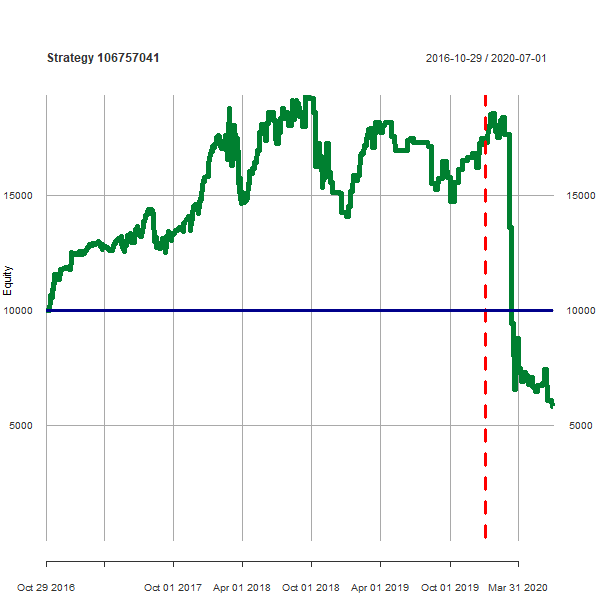 Strategy 106757041
2016-10-29 / 2020-07-01
15000
15000
Equity
10000
10000
5000
5000
Oct 29 2016
Oct 01 2017
Apr 01 2018
Oct 01 2018
Apr 01 2019
Oct 01 2019
Mar 31 2020